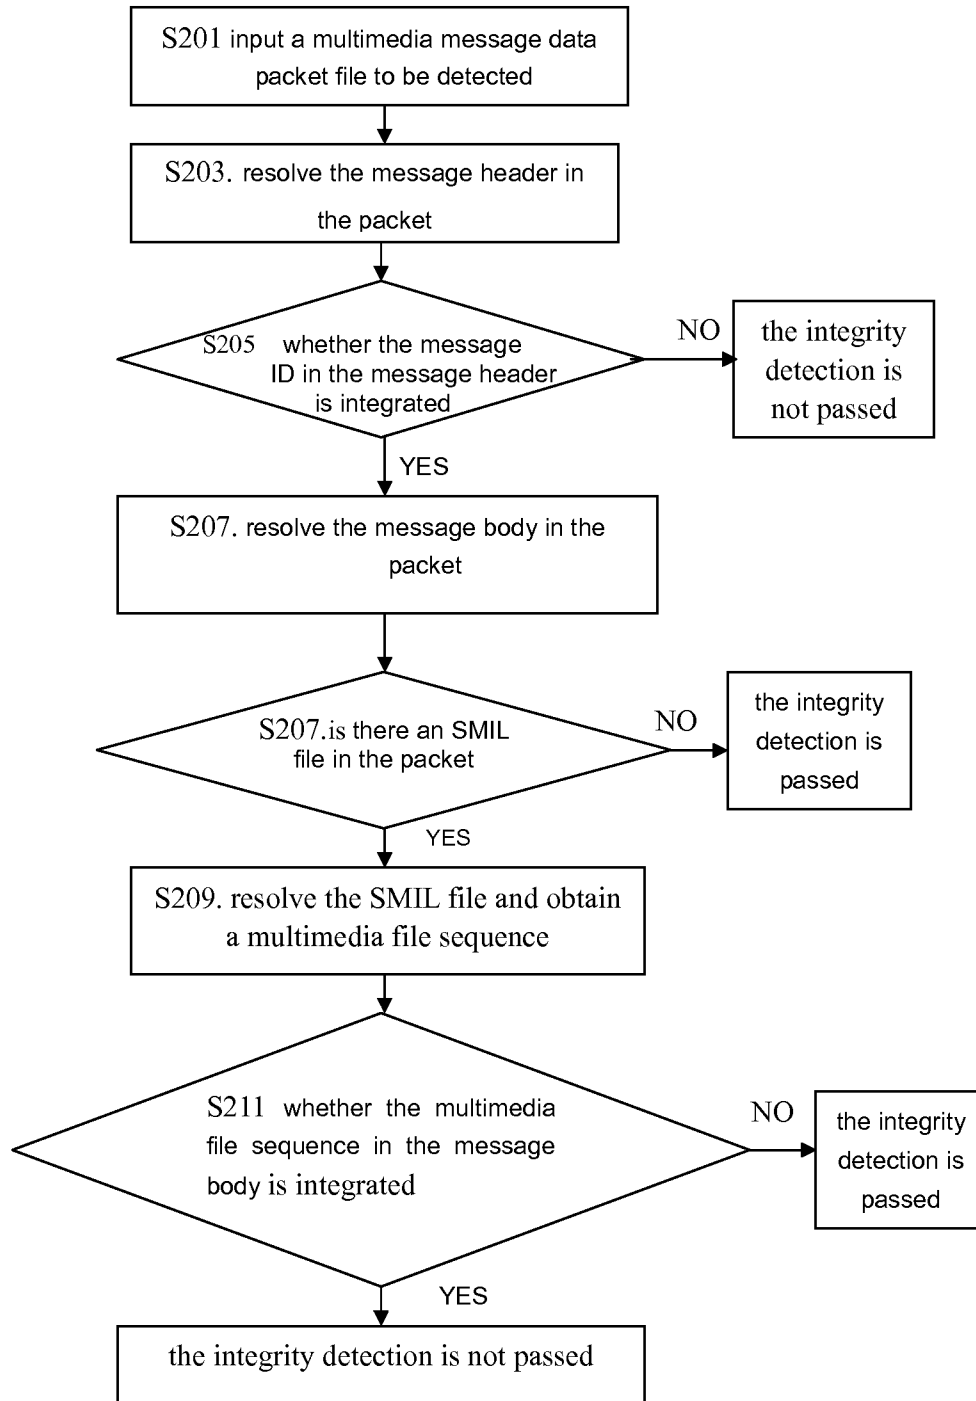 S201 input a multimedia message data
packet file to be detected
S203. resolve the message header in
the packet
S205 whether the message
ID in the message header
is integrated
NO
the integrity
detection is
not passed
YES
S207. resolve the message body in the
packet
S207.is there an SMIL
file in the packet
NO
the integrity
detection is
passed
YES
S209. resolve the SMIL file and obtain
a multimedia file sequence
S211 whether the multimedia
file sequence in the message
body is integrated
NO
the integrity
detection is
passed
YES
the integrity detection is not passed